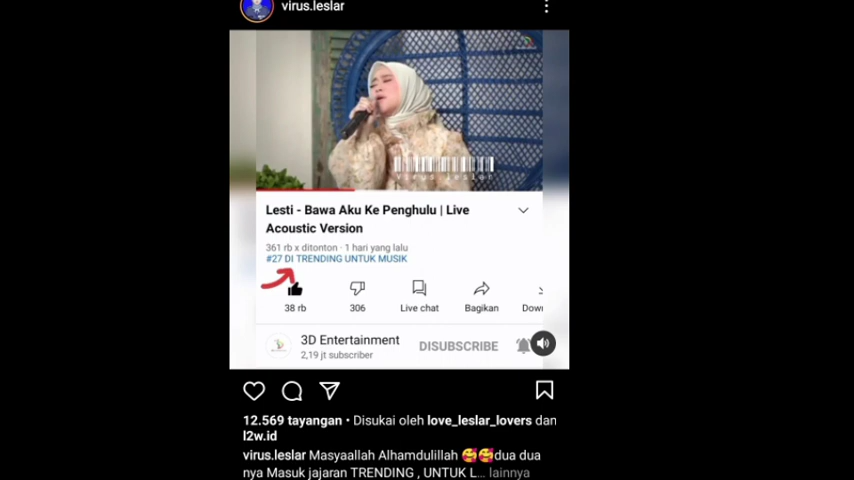 virus.leslar
virus leslar
Lesti - Bawa Aku Ke Penghulu | Live
Acoustic Version
361 rb x ditonton · 1 hari yang lalu
#27 DI TRENDING UNTUK MUSIK
38 rb
306
Live chat
Bagikan
Down
3D Entertainment
2,19 jt subscriber
DISUBSCRIBE
12.569 tayangan • Disukai oleh love_leslar_lovers dan
l2w.id
virus.leslar Masyaallah Alhamdulillah 🥰🥰dua dua
nya Masuk jajaran TRENDING , UNTUK L... lainnya